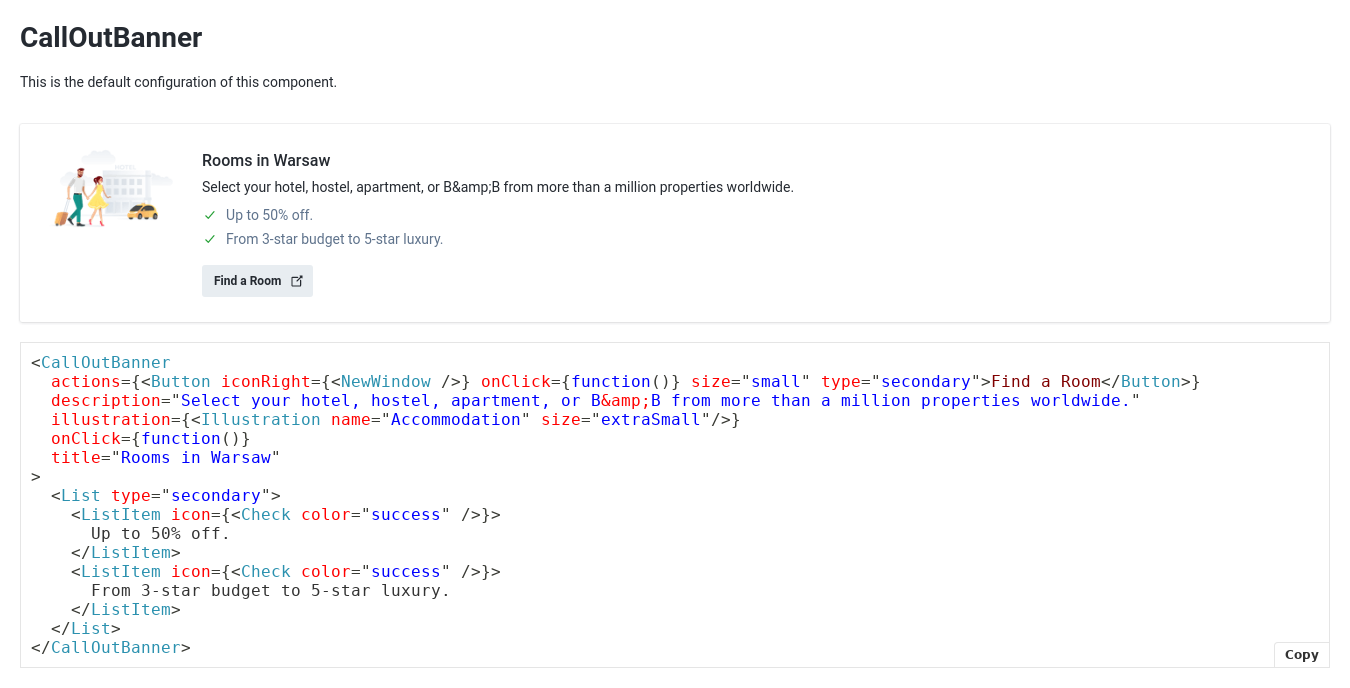 CallOutBanner
This is the default configuration of this component.
Rooms in Warsaw
Select your hotel, hostel, apartment, or B&amp;B from more than a million properties worldwide.
Up to 50% off.
From 3-star budget to 5-star luxury.
Find a Room
<CallOutBanner
  actions={<Button iconRight={<NewWindow />} onClick={function()} size="small" type="secondary">Find a Room</Button>}
  description="Select your hotel, hostel, apartment, or B&amp;B from more than a million properties worldwide."
  illustration={<Illustration name="Accommodation" size="extraSmall"/>}
  onClick={function()}
  title="Rooms in Warsaw"
>
  <List type="secondary">
    <ListItem icon={<Check color="success" />}>
      Up to 50% off.
    </ListItem>
    <ListItem icon={<Check color="success" />}>
      From 3-star budget to 5-star luxury.
    </ListItem>
  </List>
</CallOutBanner>
Copy